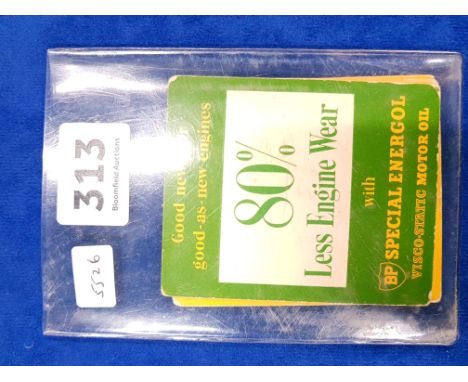 313
Bloomfield Auctions
5526
Good new
good-as new engines
80%
Less Engine Wear
with
BP SPECIAL ENERGOL
VISCO-STATIC MOTOR OIL